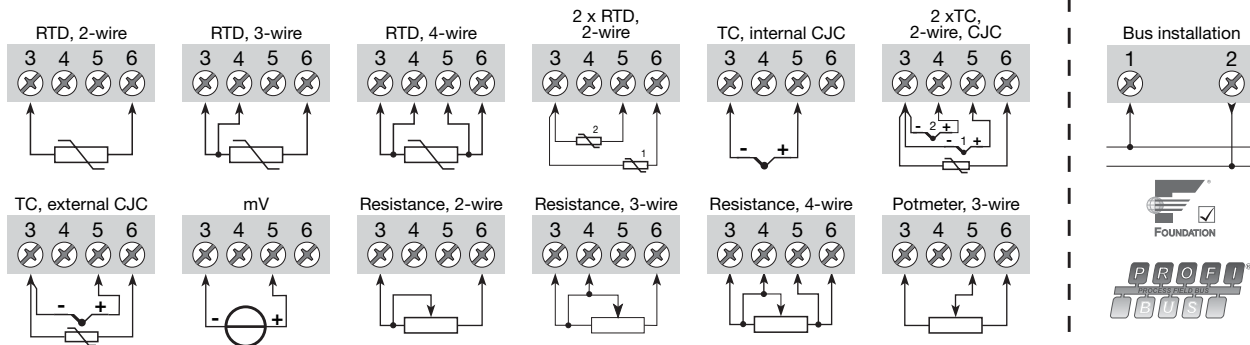 RTD, 2-wire
3 4 5 6
RTD, 3-wire
3 4 5 6
RTD, 4-wire
3 4 5 6
2 x RTD,
2-wire
3 4 5 6
2
1
TC, internal CJC
3 4 5 6
- +
2 xTC,
2-wire, CJC
3 4 5 6
- 2 +
- 1 +
Bus installation
1 2
TC, external CJC
3 4 5 6
- +
mV
3 4 5 6
- +
Resistance, 2-wire
3 4 5 6
Resistance, 3-wire
3 4 5 6
Resistance, 4-wire
3 4 5 6
Potmeter, 3-wire
3 4 5 6
FOUNDATION
PROFI®
PROCESS FIELD BUS
BUS